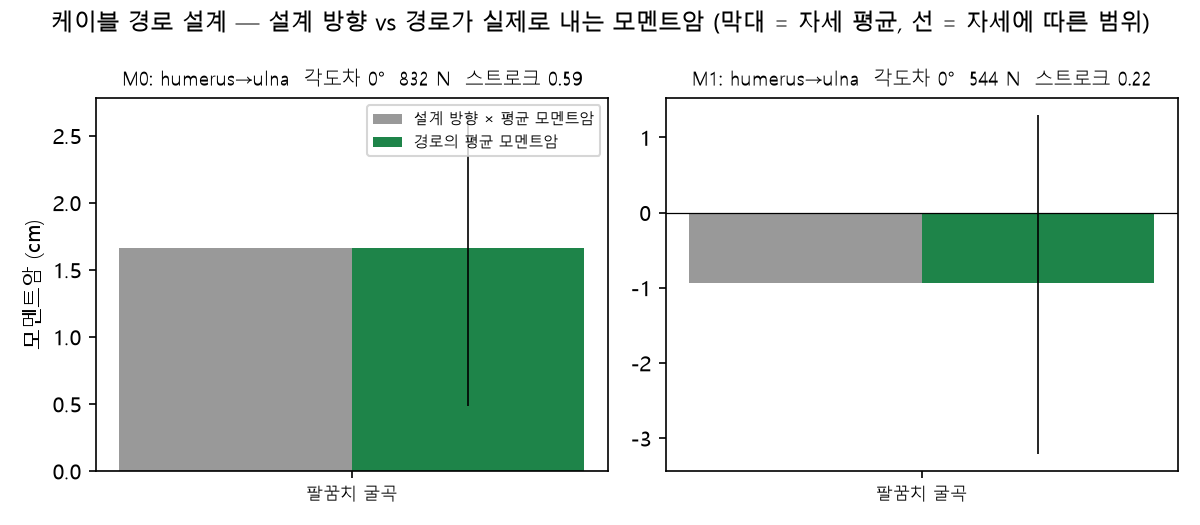 케이블 경로 설계 — 설계 방향 vs 경로가 실제로 내는 모멘트암 (막대 = 자세 평균, 선 = 자세에 따른 범위)
M0: humerus→ulna 각도차 0° 832 N 스트로크 0.59
M1: humerus→ulna 각도차 0° 544 N 스트로크 0.22
설계 방향 × 평균 모멘트암
경로의 평균 모멘트암
모멘트암 (cm)
2.5
2.0
1.5
1.0
0.5
0.0
팔꿈치 굴곡
1
0
-1
-2
-3
팔꿈치 굴곡